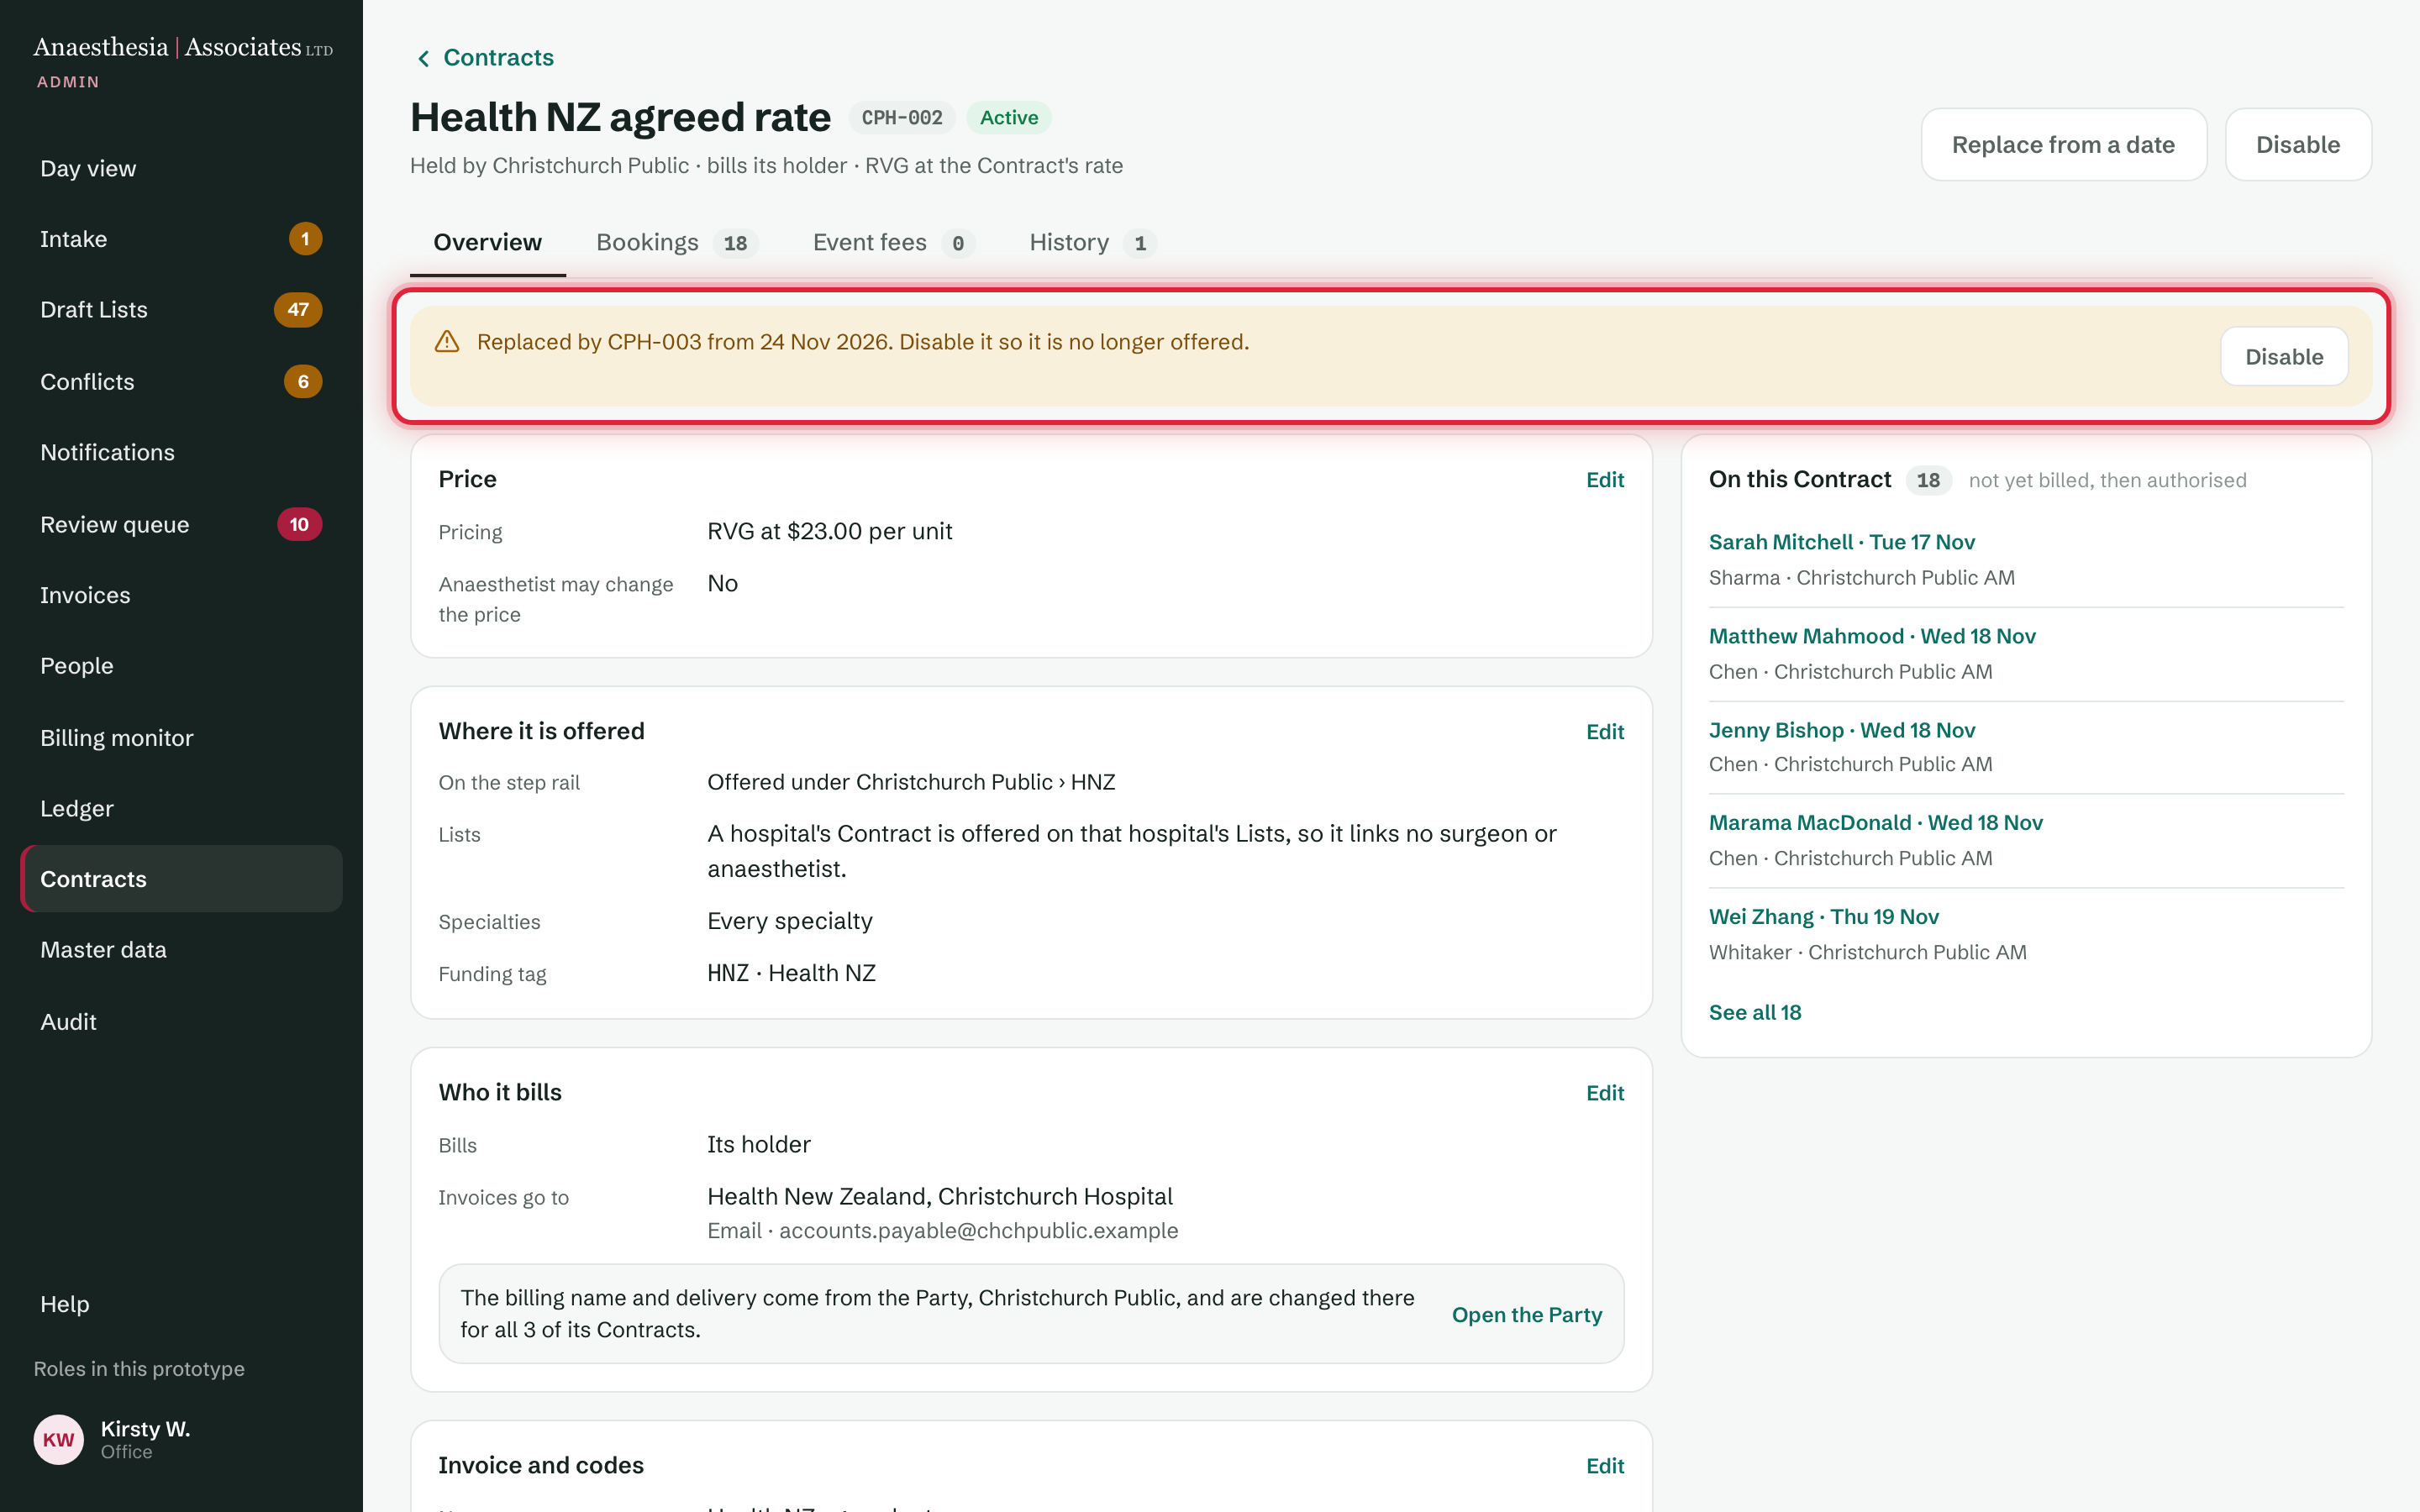 Anaesthesia | Associates LTD
ADMIN
Day view
Intake 1
Draft Lists 47
Conflicts 6
Notifications
Review queue 10
Invoices
People
Billing monitor
Ledger
Contracts
Master data
Audit
Help
Roles in this prototype
KW Kirsty W.
Office
Contracts
Health NZ agreed rate CPH-002 Active
Held by Christchurch Public · bills its holder · RVG at the Contract's rate
Replace from a date Disable
Overview Bookings 18 Event fees 0 History 1
Replaced by CPH-003 from 24 Nov 2026. Disable it so it is no longer offered.
Disable
Price Edit
Pricing RVG at $23.00 per unit
Anaesthetist may change No
the price
Where it is offered Edit
On the step rail Offered under Christchurch Public › HNZ
Lists A hospital's Contract is offered on that hospital's Lists, so it links no surgeon or
anaesthetist.
Specialties Every specialty
Funding tag HNZ · Health NZ
Who it bills Edit
Bills Its holder
Invoices go to Health New Zealand, Christchurch Hospital
Email · accounts.payable@chchpublic.example
The billing name and delivery come from the Party, Christchurch Public, and are changed there
for all 3 of its Contracts.
Open the Party
Invoice and codes Edit
On this Contract 18 not yet billed, then authorised
Sarah Mitchell · Tue 17 Nov
Sharma · Christchurch Public AM
Matthew Mahmood · Wed 18 Nov
Chen · Christchurch Public AM
Jenny Bishop · Wed 18 Nov
Chen · Christchurch Public AM
Marama MacDonald · Wed 18 Nov
Chen · Christchurch Public AM
Wei Zhang · Thu 19 Nov
Whitaker · Christchurch Public AM
See all 18